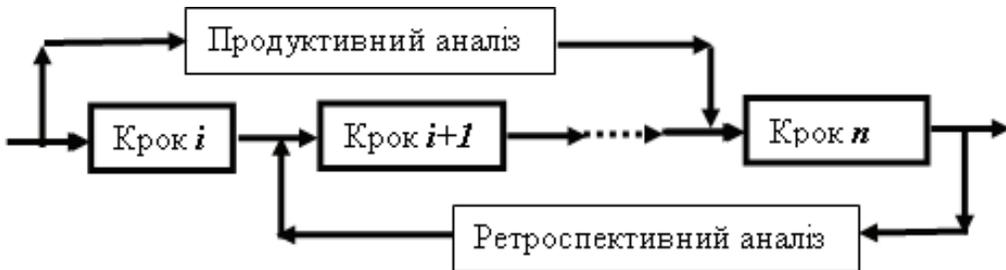 Продуктивний аналіз
Крок i
Крок i+1
Крок n
Ретроспективний аналіз